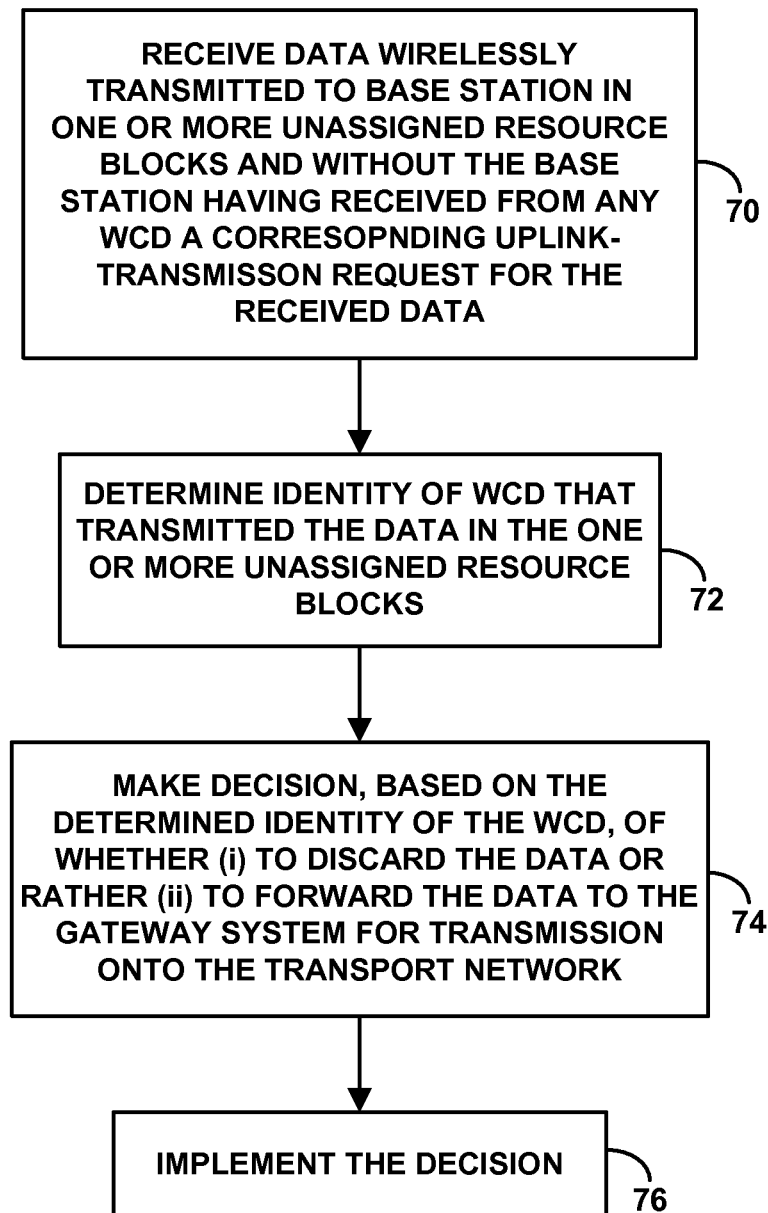 RECEIVE DATA WIRELESSLY
TRANSMITTED TO BASE STATION IN
ONE OR MORE UNASSIGNED RESOURCE
BLOCKS AND WITHOUT THE BASE
STATION HAVING RECEIVED FROM ANY
WCD A CORRESOPNDING UPLINK-
TRANSMISSON REQUEST FOR THE
RECEIVED DATA
70
DETERMINE IDENTITY OF WCD THAT
TRANSMITTED THE DATA IN THE ONE
OR MORE UNASSIGNED RESOURCE
BLOCKS
72
MAKE DECISION, BASED ON THE
DETERMINED IDENTITY OF THE WCD, OF
WHETHER (i) TO DISCARD THE DATA OR
RATHER (ii) TO FORWARD THE DATA TO THE
GATEWAY SYSTEM FOR TRANSMISSION
ONTO THE TRANSPORT NETWORK
74
IMPLEMENT THE DECISION
76